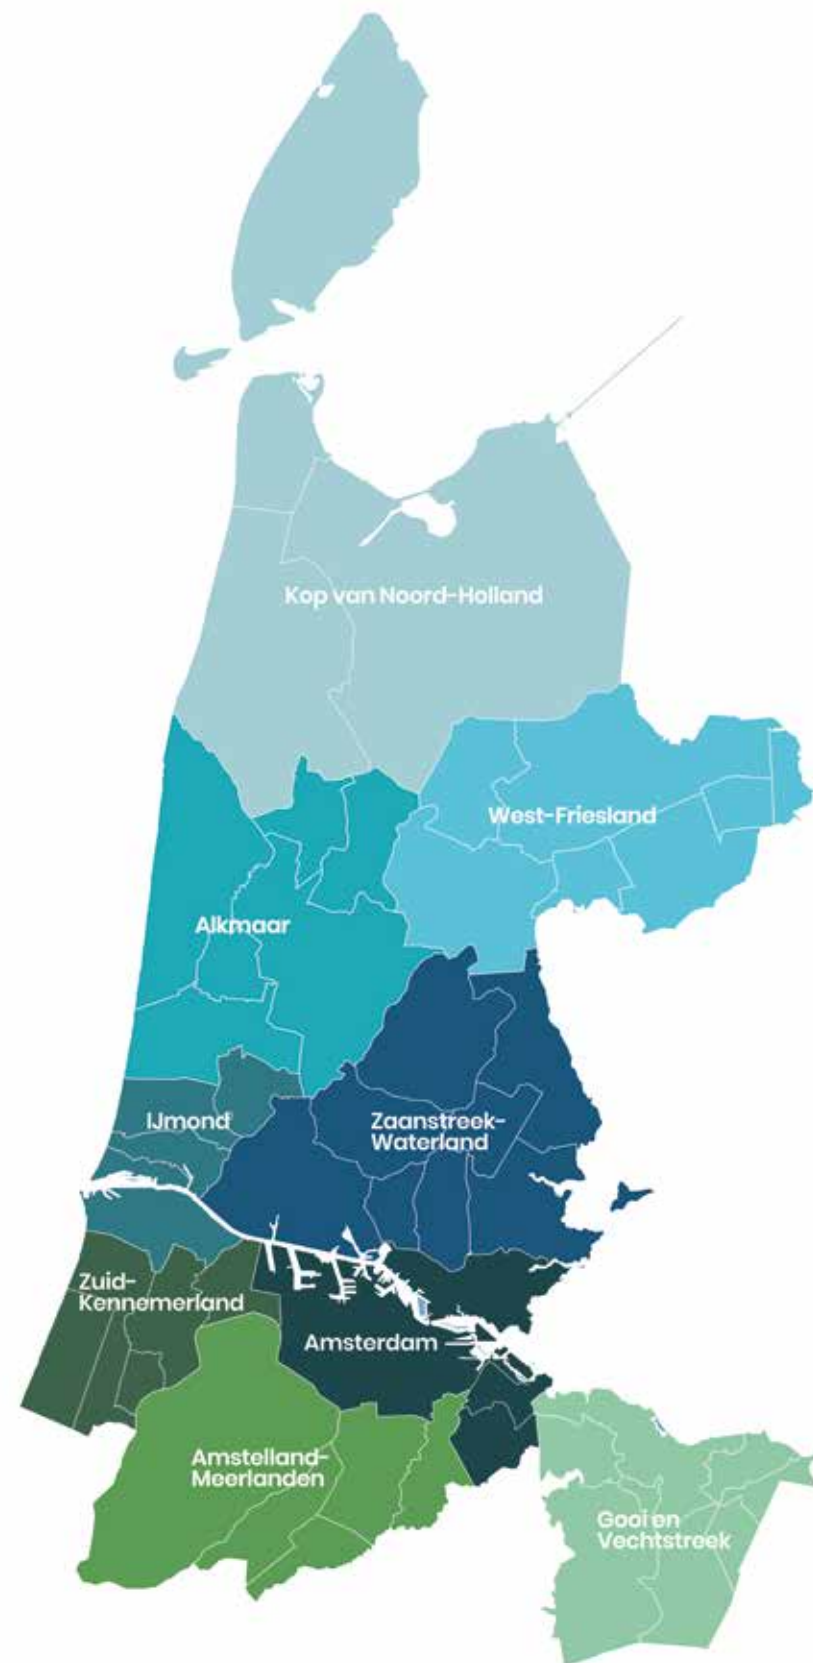 Kop van Noord-Holland
West-Friesland
Alkmaar
IJmond
Zaanstreek-
Waterland
Zuid-
Kennemerland
Amsterdam
Amstelland-
Meerlanden
Gooi en
Vechtstreek